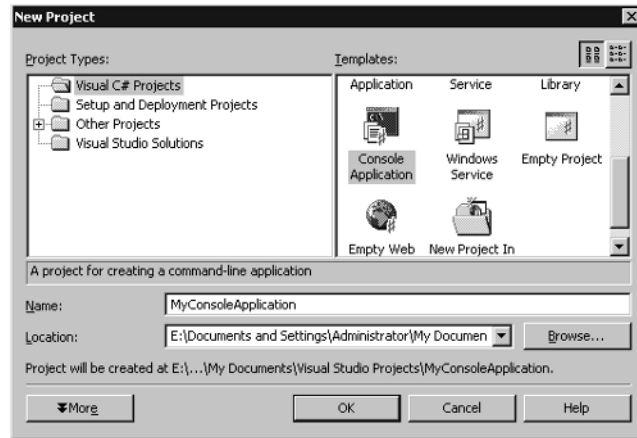 New Project
Project Types:
Templates:
Visual C# Projects
Setup and Deployment Projects
Other Projects
Visual Studio Solutions
Application
Service
Library
Console Application
Windows Service
Empty Project
Empty Web
New Project In
A project for creating a command-line application
Name:
MyConsoleApplication
Location:
E:\Documents and Settings\Administrator\My Documen
Browse...
Project will be created at E:\...\My Documents\Visual Studio Projects\MyConsoleApplication.
More
OK
Cancel
Help